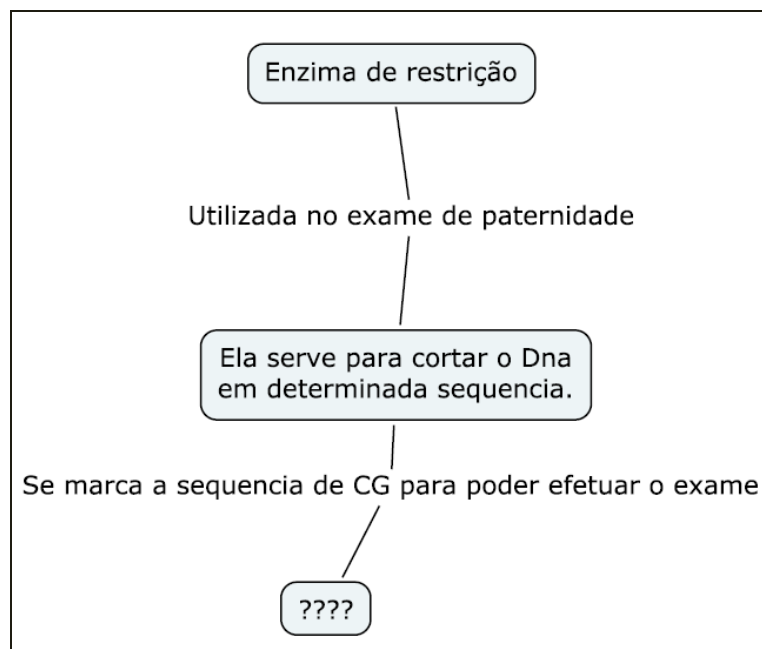 Enzima de restrição
Utilizada no exame de paternidade
Ela serve para cortar o Dna
em determinada sequencia.
Se marca a sequencia de CG para poder efetuar o exame
????